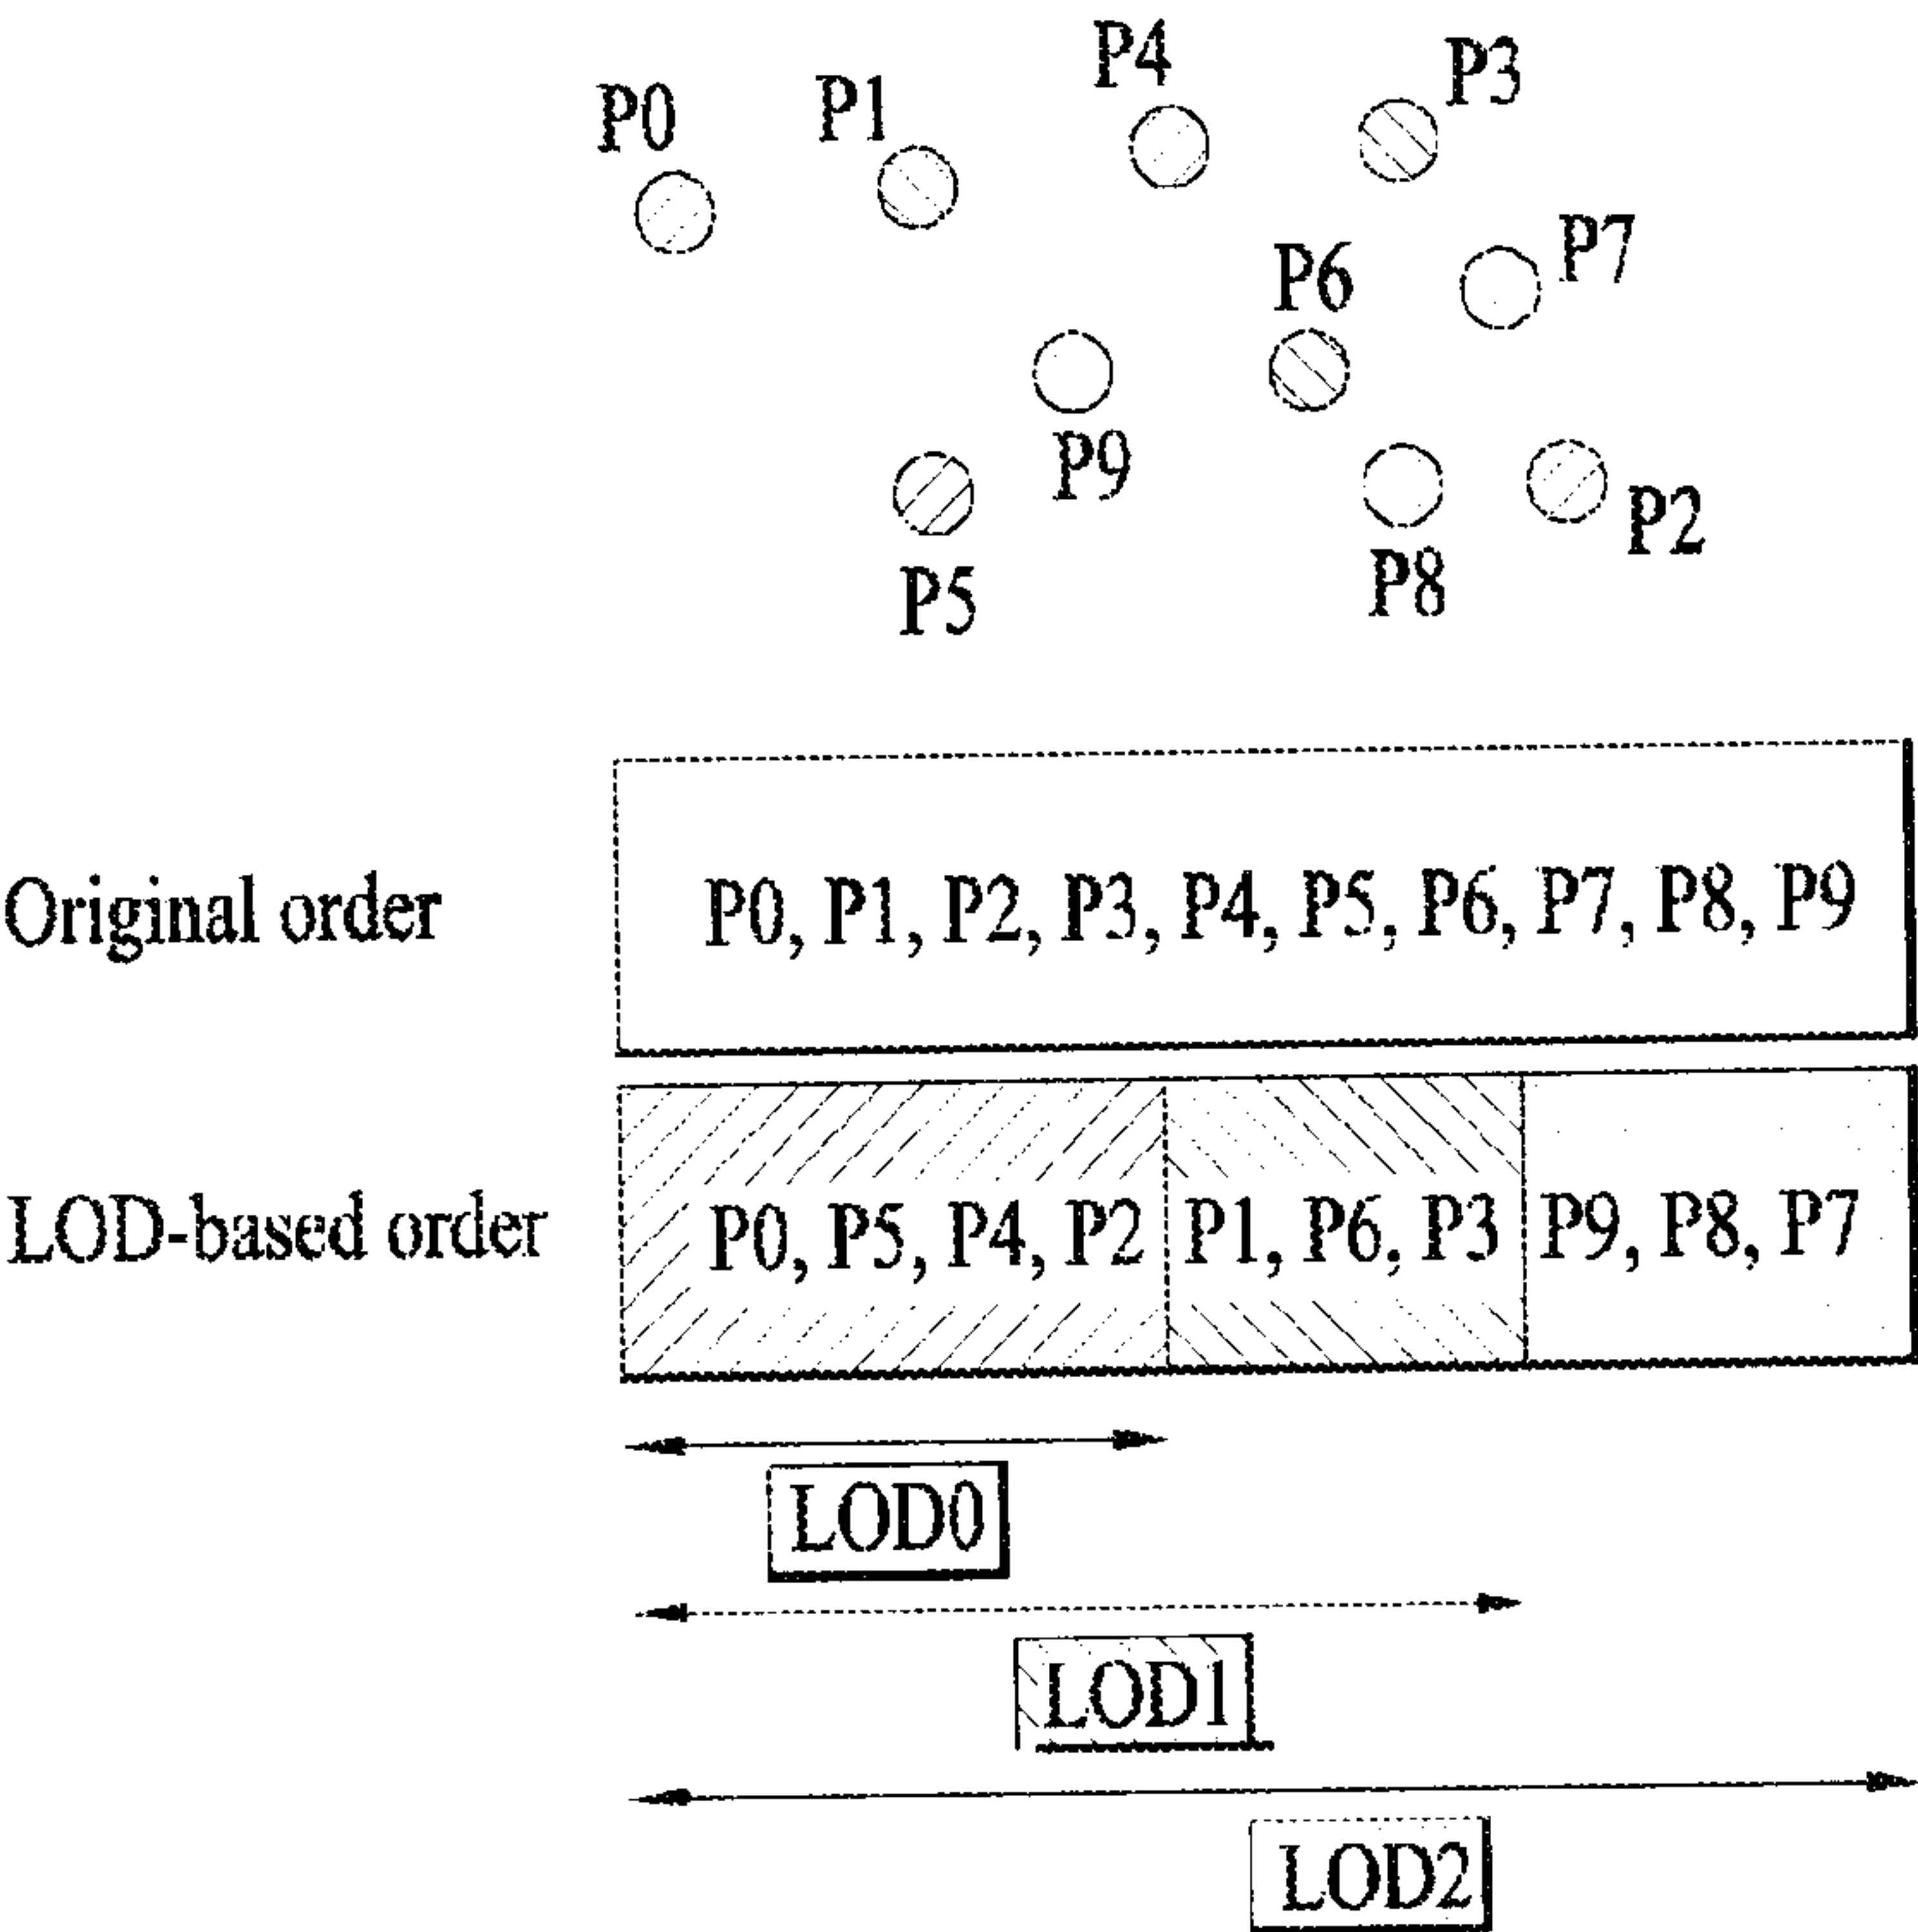 P4
P3
P0
P1
P7
P6
P9
P2
P8
P5
Original order
P0, P1, P2, P3, P4, P5, P6, P7, P8, P9
LOD-based order
P0, P5, P4, P2
P1, P6, P3
P9, P8, P7
LOD0
LOD1
LOD2